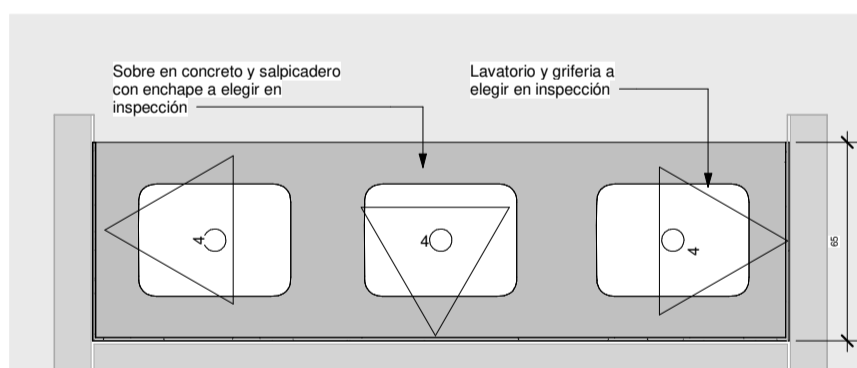 Sobre en concreto y salpicadero
con enchape a elegir en
inspección
Lavatorio y griferia a
elegir en inspección
4
4
4
65